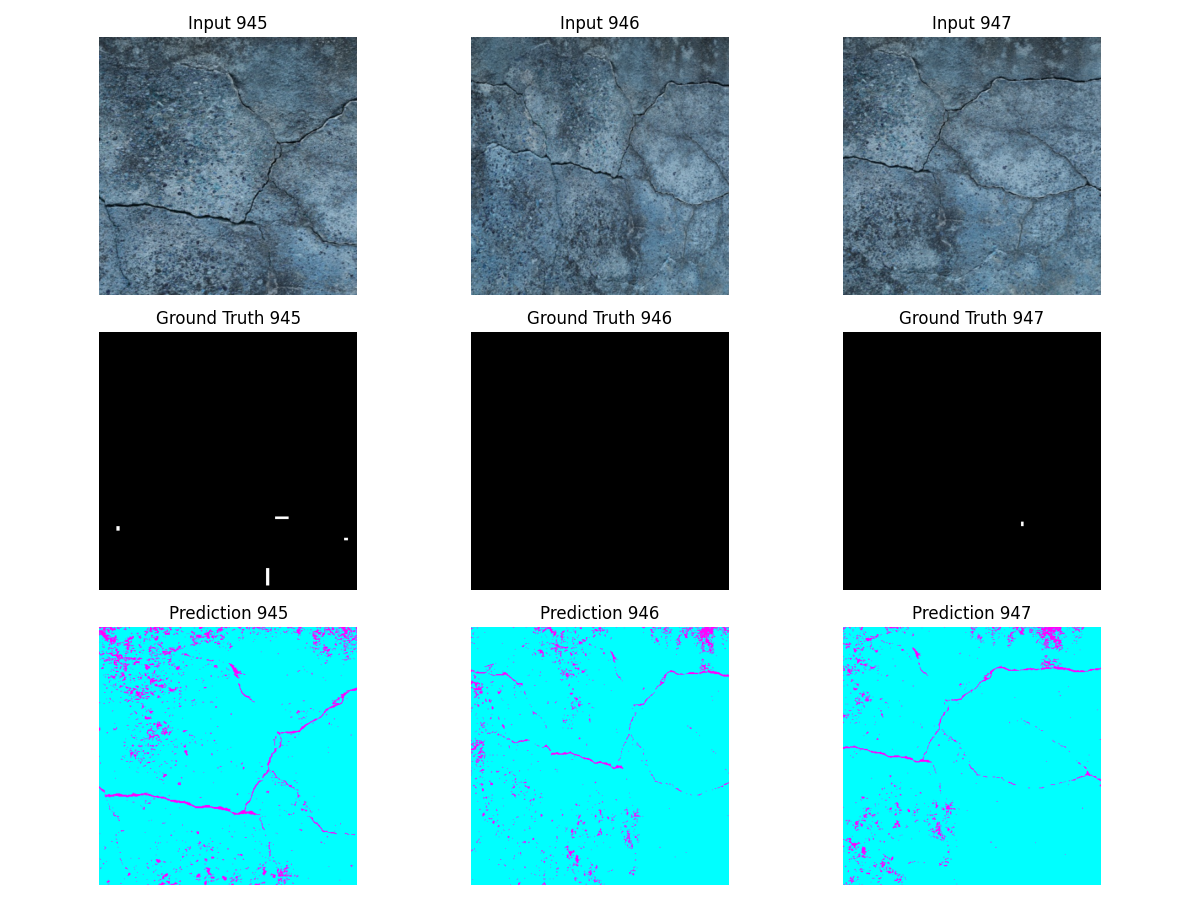 Input 945
Input 946
Input 947
Ground Truth 945
Ground Truth 946
Ground Truth 947
Prediction 945
Prediction 946
Prediction 947